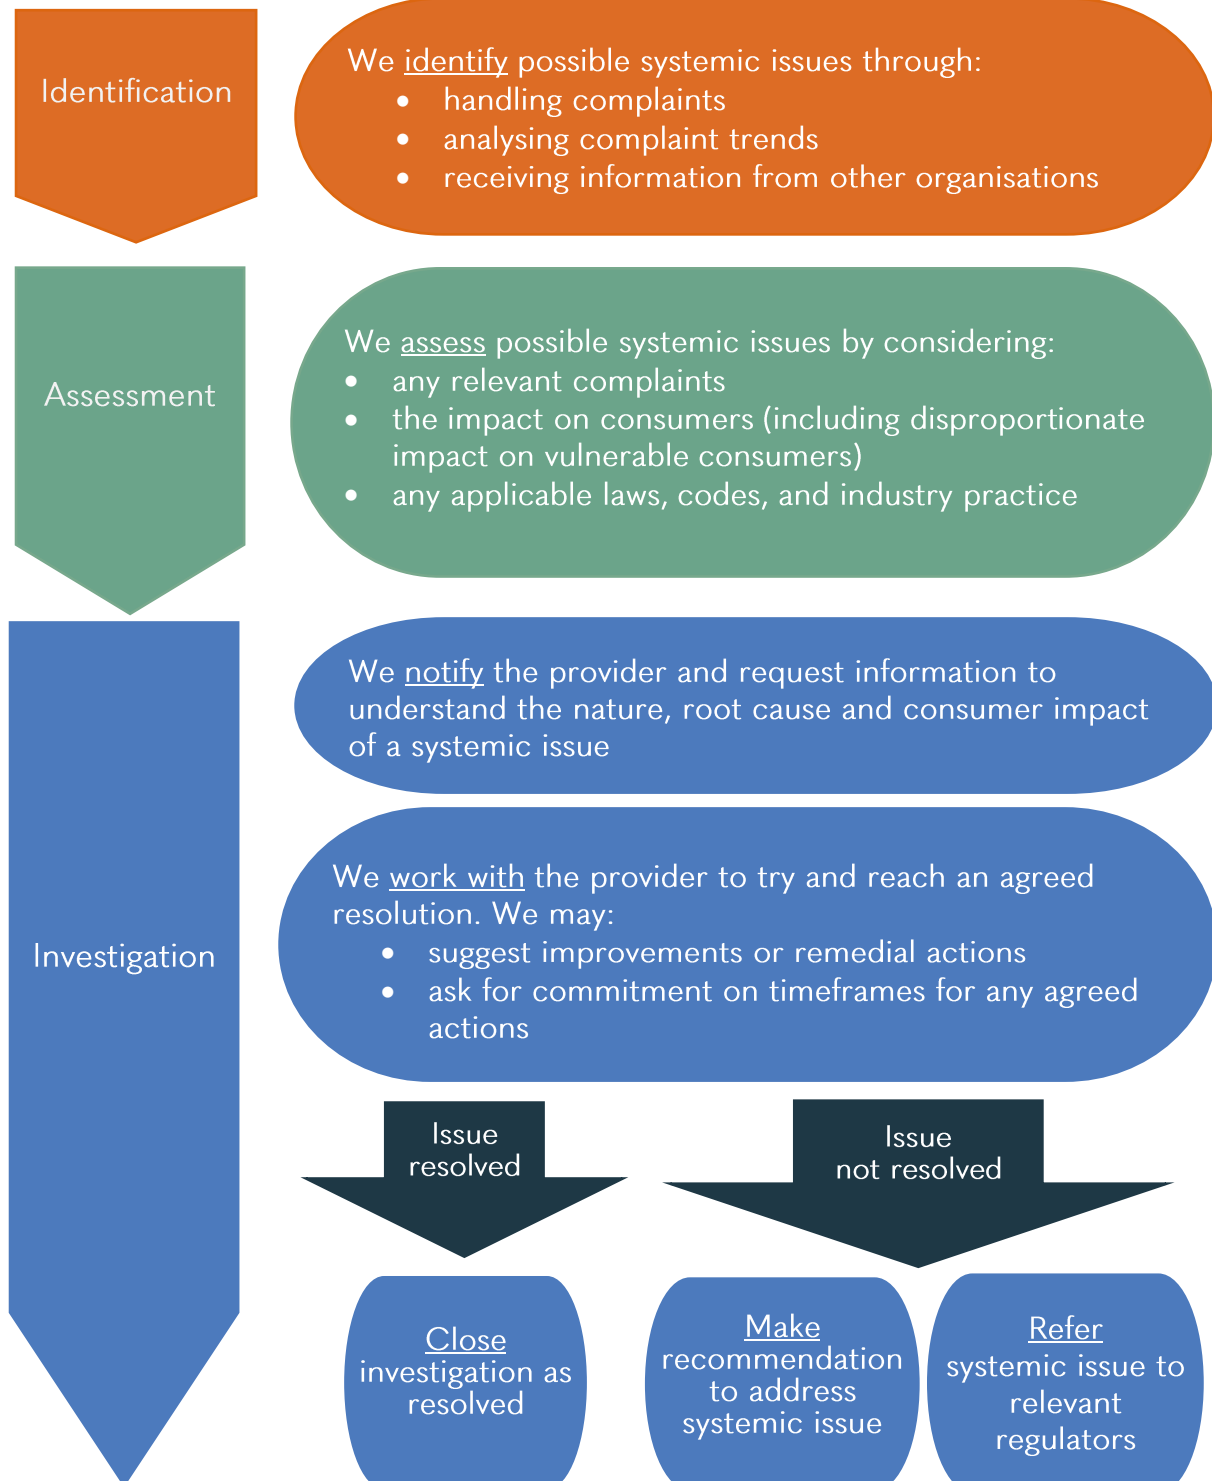 Identification
We identify possible systemic issues through:
• handling complaints
• analysing complaint trends
• receiving information from other organisations
Assessment
We assess possible systemic issues by considering:
• any relevant complaints
• the impact on consumers (including disproportionate
impact on vulnerable consumers)
• any applicable laws, codes, and industry practice
Investigation
We notify the provider and request information to
understand the nature, root cause and consumer impact
of a systemic issue
We work with the provider to try and reach an agreed
resolution. We may:
• suggest improvements or remedial actions
• ask for commitment on timeframes for any agreed
actions
Issue
resolved
Issue
not resolved
Close
investigation as
resolved
Make
recommendation
to address
systemic issue
Refer
systemic issue to
relevant
regulators